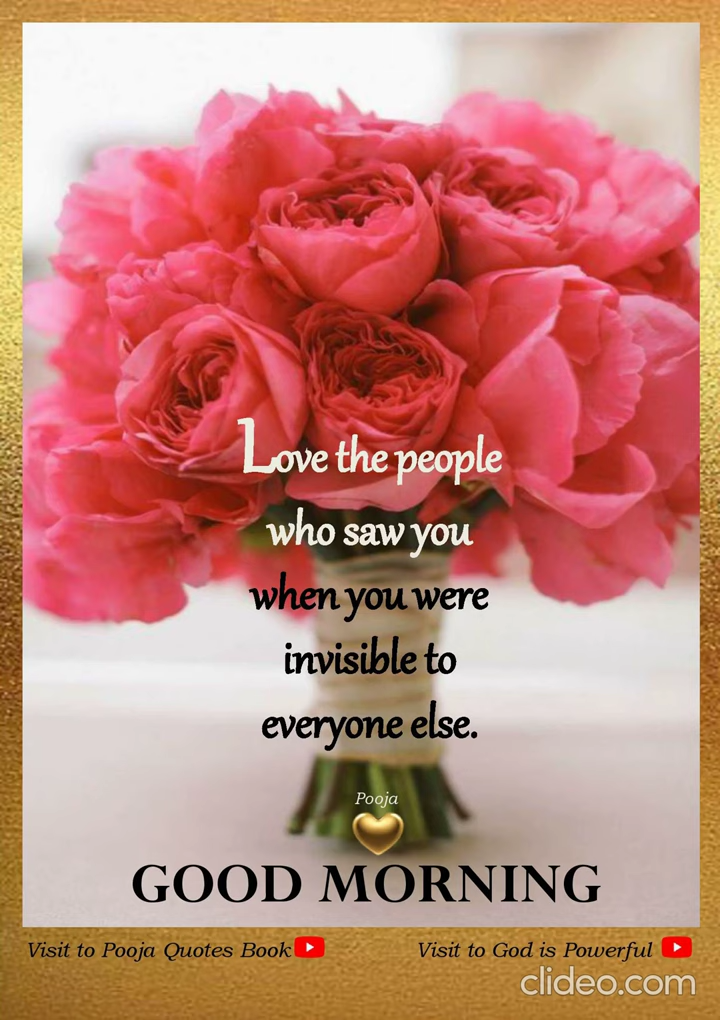 Love the people
who saw you
when you were
invisible to
everyone else.
Pooja
GOOD MORNING
Visit to Pooja Quotes Book
Visit to God is Powerful
clideo.com